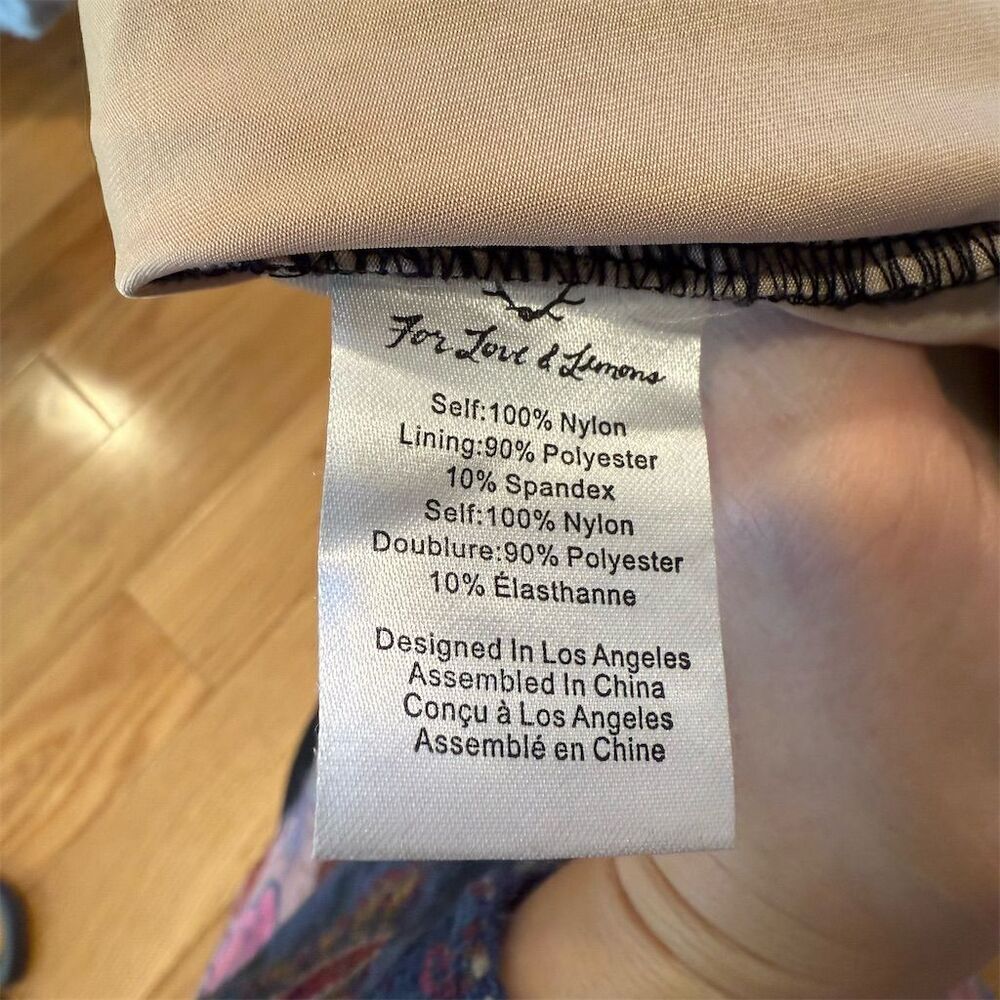 For Love & Lemons
Self:100% Nylon
Lining:90% Polyester
10% Spandex
Self:100% Nylon
Doublure:90% Polyester
10% Élasthanne
Designed In Los Angeles
Assembled In China
Conçu à Los Angeles
Assemblé en Chine